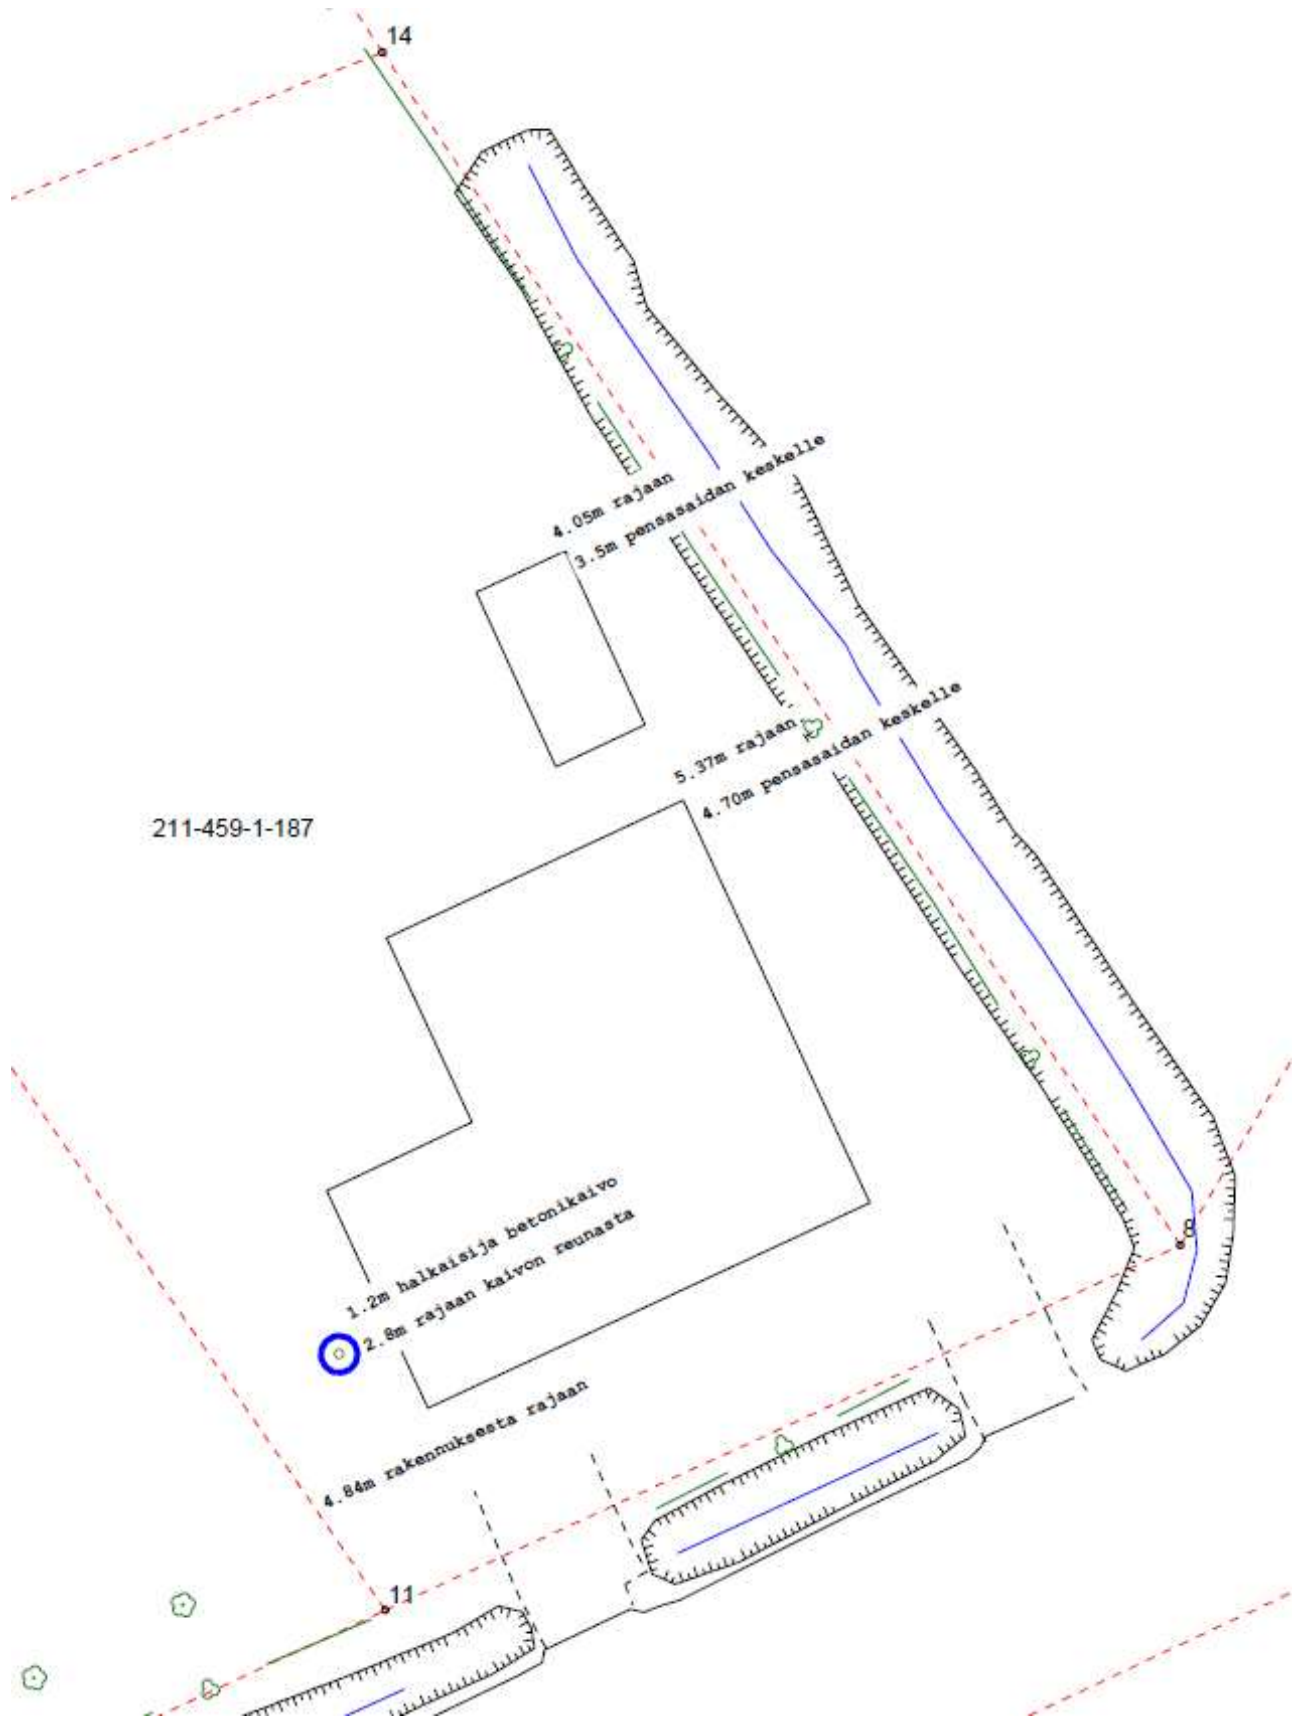 14
4.05m rajaan
3.5m pensasaidan keskelle
5.37m rajaan
4.70m pensasaidan keskelle
211-459-1-187
1.2m halkaisija betonikaivo
2.8m rajaan kaivon reunasta
8
4.84m rakennuksesta rajaan
11